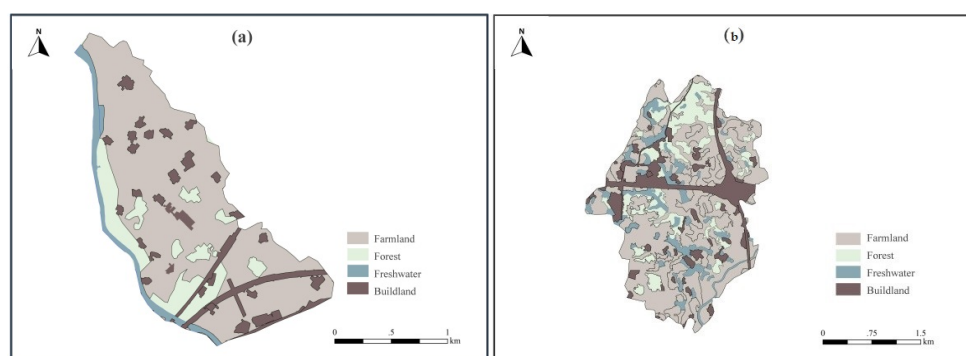 (a)
N
Farmland
Forest
Freshwater
Buildland
0 .5 1
km
(b)
N
Farmland
Forest
Freshwater
Buildland
0 .75 1.5
km